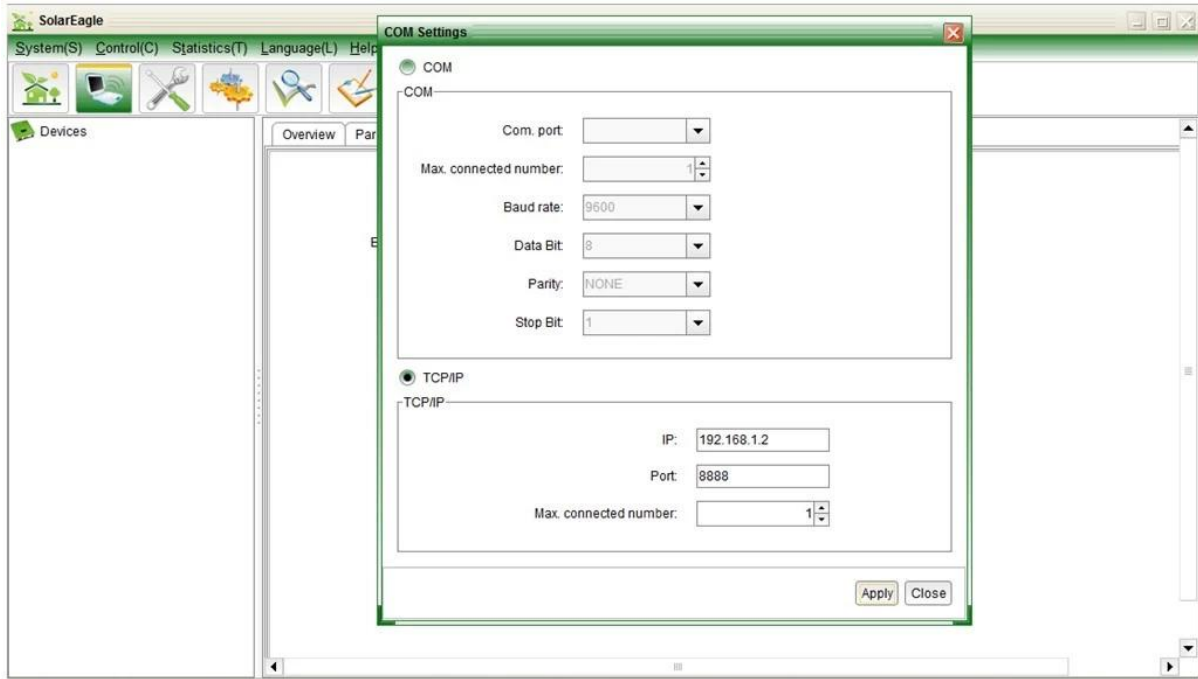 SolarEagle
System(S) Control(C) Statistics(T) Language(L) Help
Devices
Overview Par
E
COM Settings
COM
COM
Com. port:
Max. connected number: 1
Baud rate: 9600
Data Bit: 8
Parity: NONE
Stop Bit: 1
TCP/IP
TCP/IP
IP: 192.168.1.2
Port: 8888
Max. connected number: 1
Apply Close